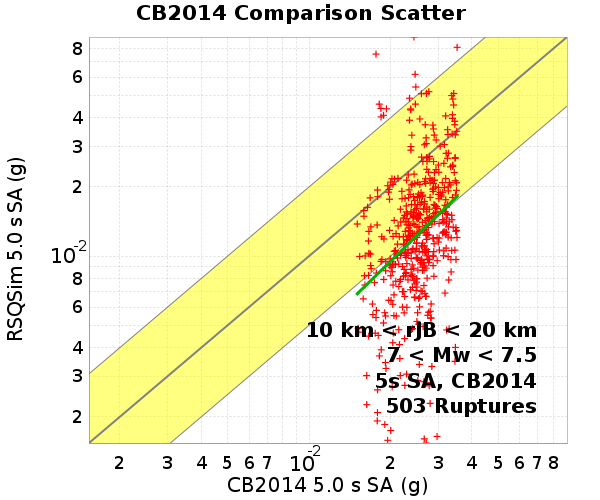 CB2014 Comparison Scatter
RSQSim 5.0 s SA (g)
8
6
4
3
2
10^-2
8
6
4
3
2
10 km < rJB < 20 km
7 < Mw < 7.5
5s SA, CB2014
503 Ruptures
2 3 4 5 6 7 10^-2 2 3 4 5 6 7 8
CB2014 5.0 s SA (g)